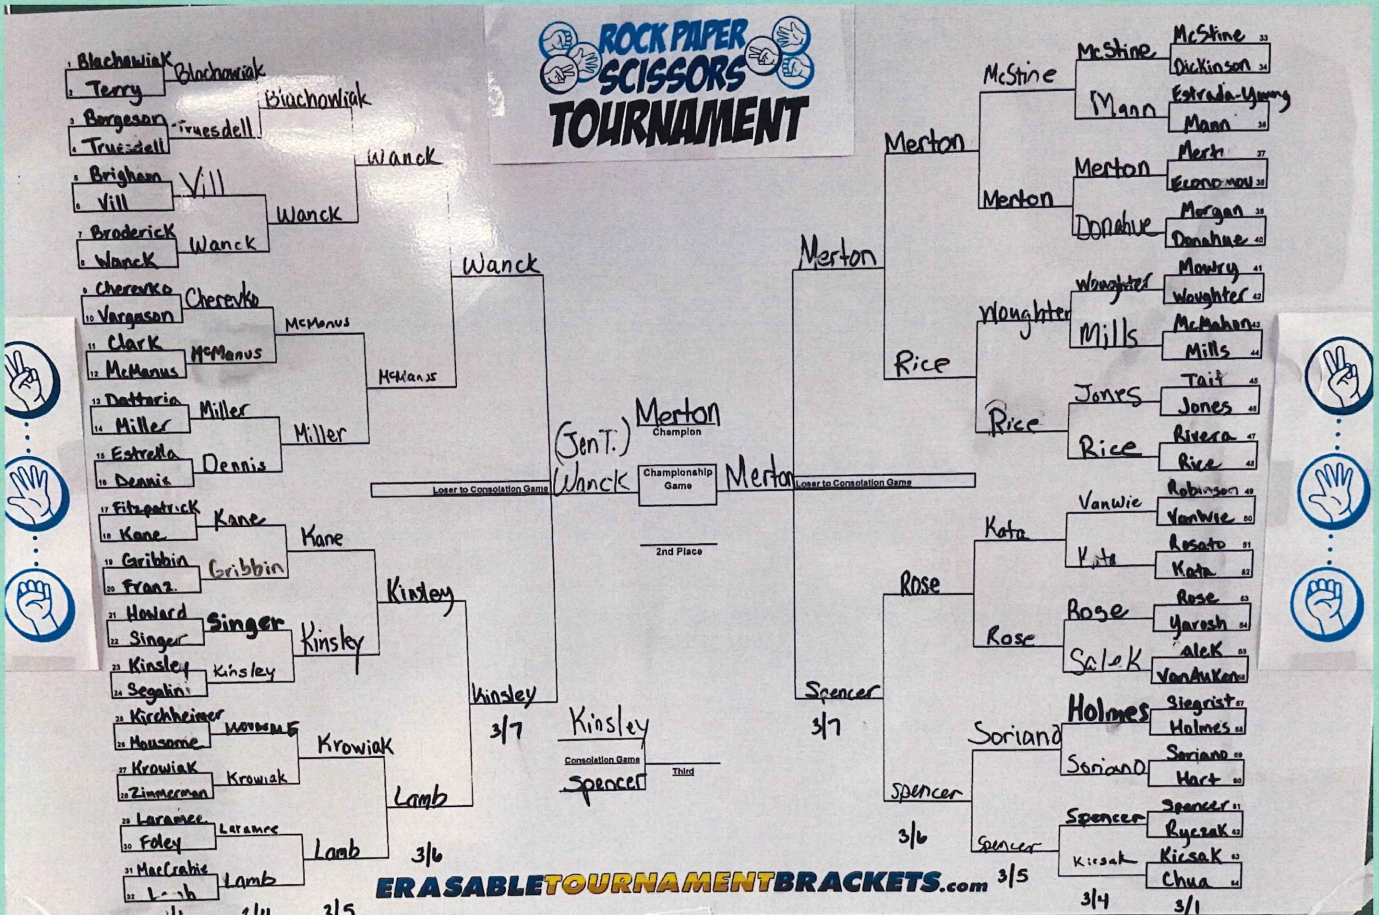 ROCK PAPER
SCISSORS
TOURNAMENT
1 Blachowiak
2 Terry
3 Borgeson
4 Truesdell
5 Brigham
6 Vill
7 Broderick
8 Wanck
9 Cherevko
10 Vargason
11 Clark
12 McManus
13 Dattoria
14 Miller
15 Estrella
16 Dennis
17 Fitzpatrick
18 Kane
19 Gribbin
20 Franz
21 Howard
22 Singer
23 Kinsley
24 Segalini
25 Kirchheimer
26 Mousome
27 Krowiak
28 Zimmerman
29 Laramee
30 Foley
31 MacCrabie
32
Blachowiak
Truesdell
Vill
Wanck
Cherevko
McManus
Miller
Dennis
Kane
Gribbin
Singer
Kinsley
Krowiak
Laramee
Lamb
Blachowiak
Wanck
McManus
Miller
Kane
Kinsley
Krowiak
Lamb
3/5
Wanck
McManus
Kinsley
Lamb
3/6
Wanck
Kinsley
3/7
(Jen T.)
Wanck
Loser to Consolation Game
Merton
Champion
Championship
Game
2nd Place
Kinsley
Consolation Game
Spencer
Third
Merton
Loser to Consolation Game
Merton
Spencer
3/7
Merton
Rice
Rose
Spencer
3/6
McStine
Merton
Woughter
Rice
Kata
Rose
Soriano
Spencer
3/5
McStine
Mann
Merton
Donahue
Woughter
Mills
Jones
Rice
VanWie
Kata
Rose
Salek
Holmes
Soriano
Spencer
Kicsak
3/4
McStine 33
Dickinson 34
Estrada-Young
Mann 36
37
Economou 38
Morgan 39
Donahue 40
Mowry 41
Woughter 42
McMahon 43
Mills 44
Tait 45
Jones 46
Rivera 47
Rice 48
Robinson 49
VanWie 50
Rosato 51
Kata 52
Rose 53
Yarosh 54
alek 55
VanAuken 56
Siegrist 57
Holmes 58
Soriano 59
Hart 60
Spencer 61
Ryczak 62
Kicsak 63
Chua 64
3/1
ERASABLETOURNAMENTBRACKETS.com